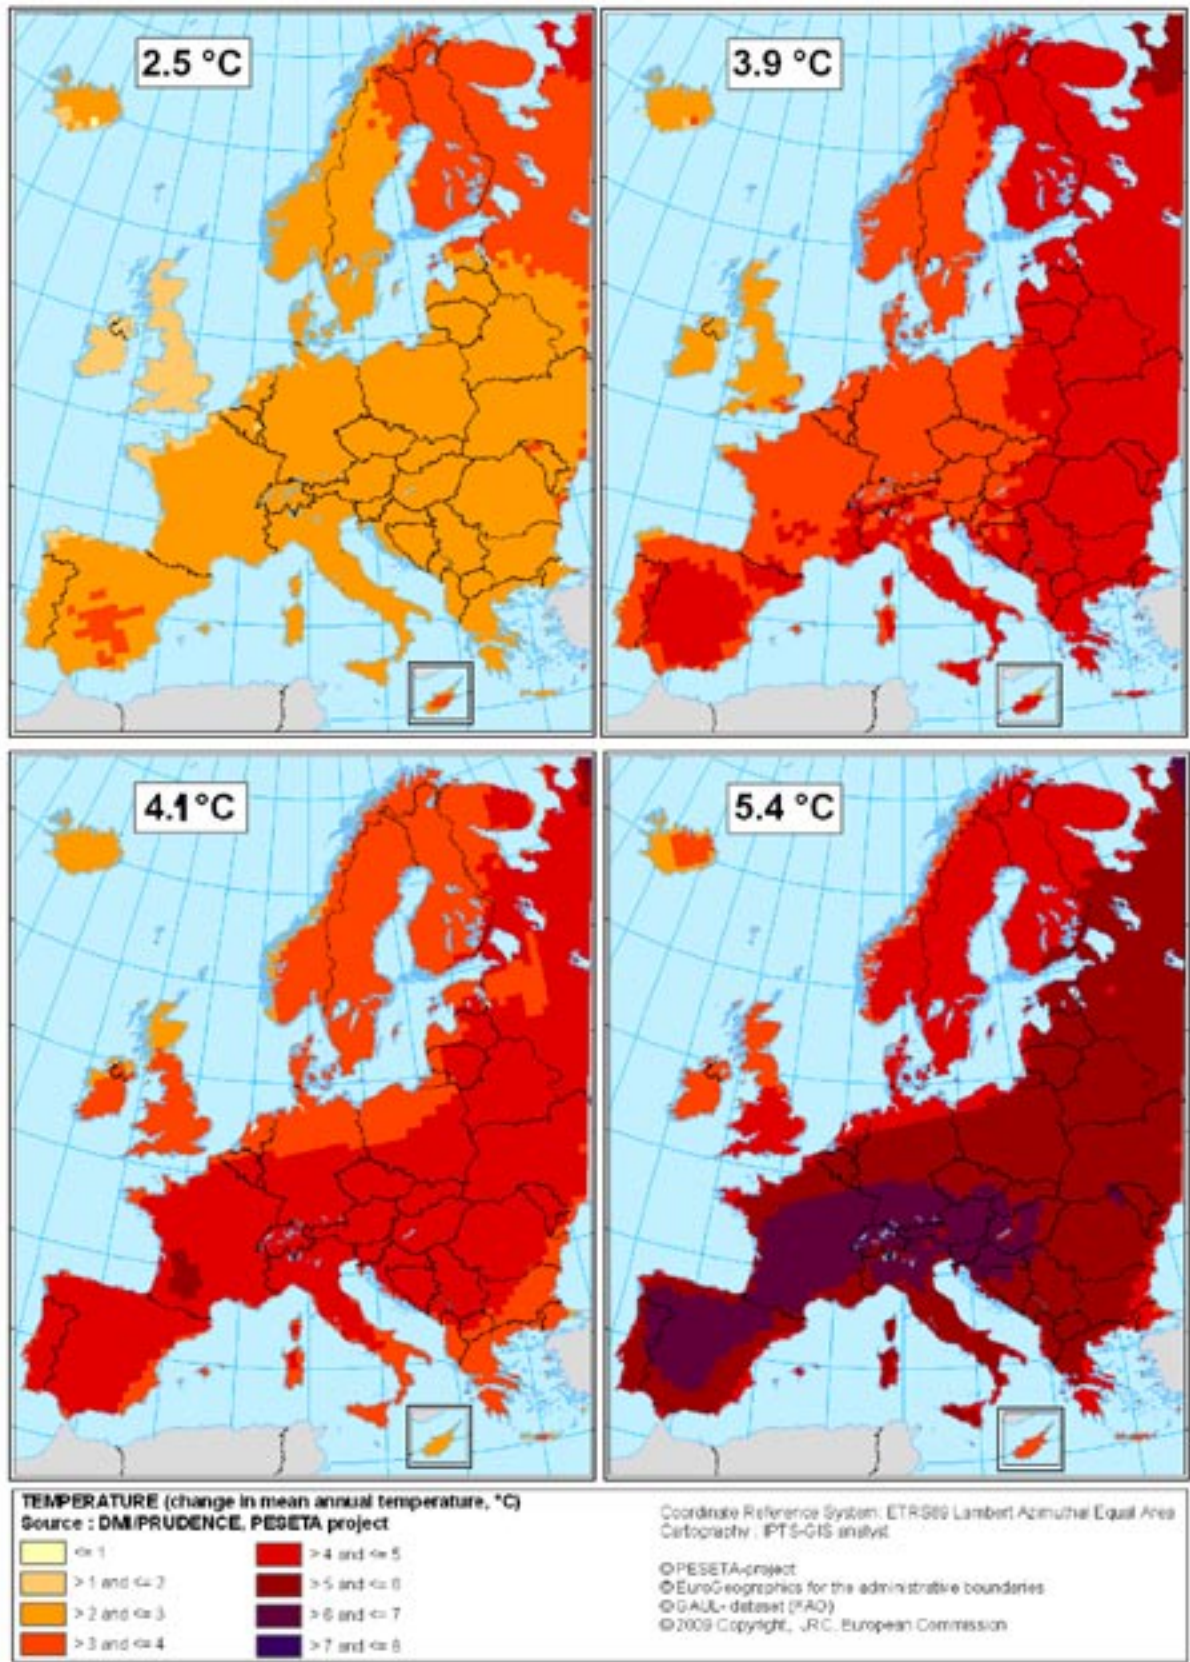 2.5 °C
3.9 °C
4.1 °C
5.4 °C
TEMPERATURE (change in mean annual temperature, °C)
Source : DMI/PRUDENCE, PESETA project
<= 1
> 1 and <= 2
> 2 and <= 3
> 3 and <= 4
> 4 and <= 5
> 5 and <= 6
> 6 and <= 7
> 7 and <= 8
Coordinate Reference System: ETRS89 Lambert Azimuthal Equal Area
Cartography : IPTS-GIS analyst
©PESETA-project
©EuroGeographics for the administrative boundaries
©GAUL- dataset (FAO)
©2009 Copyright, JRC, European Commission